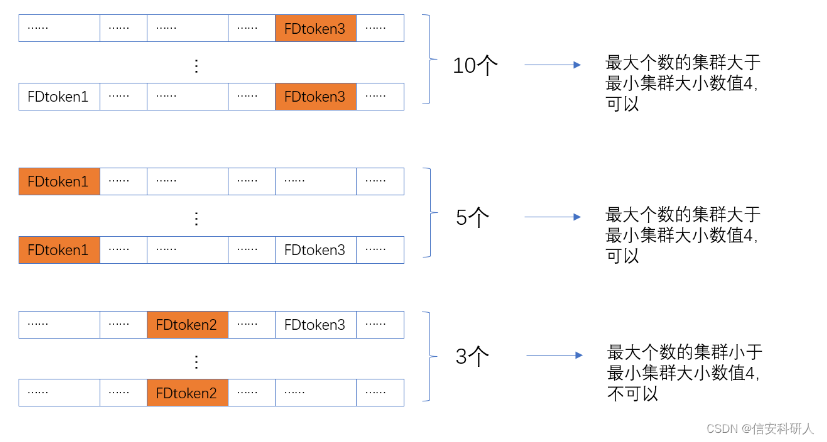 …… …… …… …… FDtoken3 ……
⋮
FDtoken1 …… …… …… FDtoken3 ……
10个
最大个数的集群大于
最小集群大小数值4,
可以
FDtoken1 …… …… …… …… ……
⋮
FDtoken1 …… …… …… FDtoken3 ……
5个
最大个数的集群大于
最小集群大小数值4,
可以
…… …… FDtoken2 …… FDtoken3 ……
⋮
…… …… FDtoken2 …… …… ……
3个
最大个数的集群小于
最小集群大小数值4,
不可以
CSDN @信安科研人